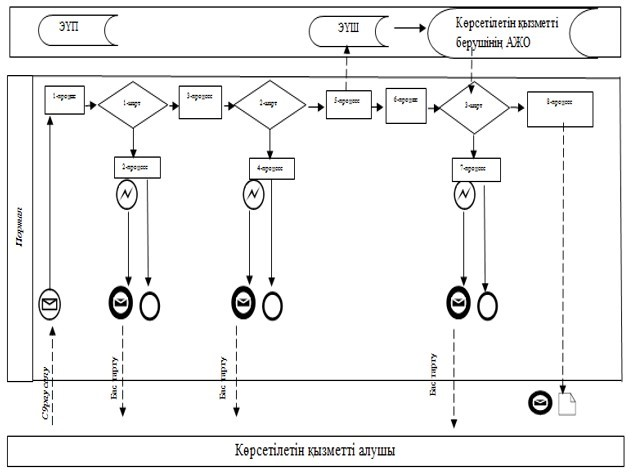 ЭҮП
ЭҮШ
Көрсетілетін қызметті
берушінің АЖО
1-процесс
1-шарт
3-процесс
2-шарт
5-процесс
6-процес
3-шарт
8-процесс
2-процесс
4-процесс
7-процесс
Портал
Сұрау салу
Бас тарту
Бас тарту
Бас тарту
Көрсетілетін қызметті алушы